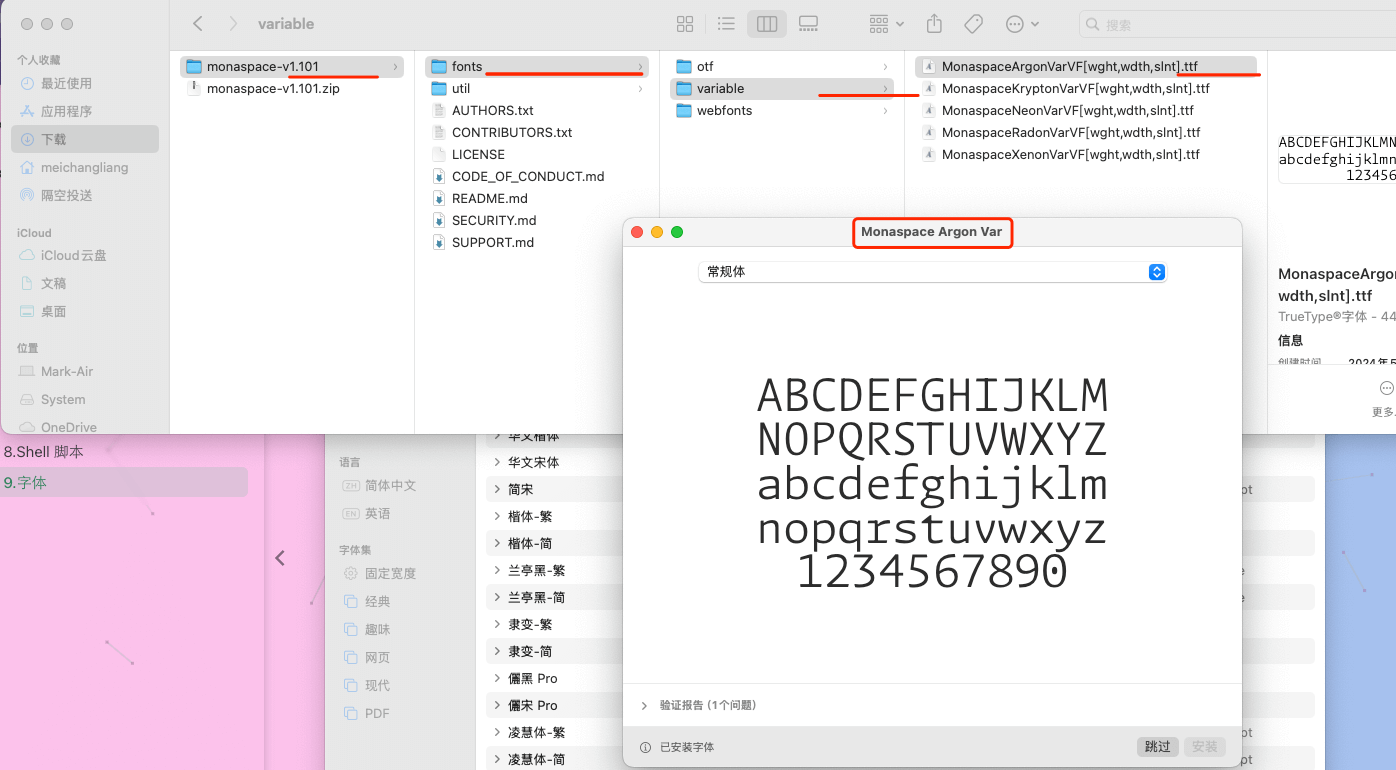 variable
搜索
个人收藏
最近使用
应用程序
下载
meichangliang
隔空投送
iCloud
iCloud云盘
文稿
桌面
位置
Mark-Air
System
OneDrive
monaspace-v1.101
monaspace-v1.101.zip
fonts
util
AUTHORS.txt
CONTRIBUTORS.txt
LICENSE
CODE_OF_CONDUCT.md
README.md
SECURITY.md
SUPPORT.md
otf
variable
webfonts
MonaspaceArgonVarVF[wght,wdth,slnt].ttf
MonaspaceKryptonVarVF[wght,wdth,slnt].ttf
MonaspaceNeonVarVF[wght,wdth,slnt].ttf
MonaspaceRadonVarVF[wght,wdth,slnt].ttf
MonaspaceXenonVarVF[wght,wdth,slnt].ttf
ABCDEFGHIJKLMN
abcdefghijklmn
123456
MonaspaceArgon
wdth,slnt].ttf
TrueType®字体 - 44
信息
创建时间 2024年5
更多
Monaspace Argon Var
常规体
ABCDEFGHIJKLM
NOPQRSTUVWXYZ
abcdefghijklm
nopqrstuvwxyz
1234567890
验证报告 (1个问题)
已安装字体
跳过
安装
8.Shell 脚本
9.字体
语言
ZH 简体中文
EN 英语
字体集
固定宽度
经典
趣味
网页
现代
PDF
华文楷体
华文宋体
简宋
楷体-繁
楷体-简
兰亭黑-繁
兰亭黑-简
隶变-繁
隶变-简
儷黑 Pro
儷宋 Pro
凌慧体-繁
凌慧体-简